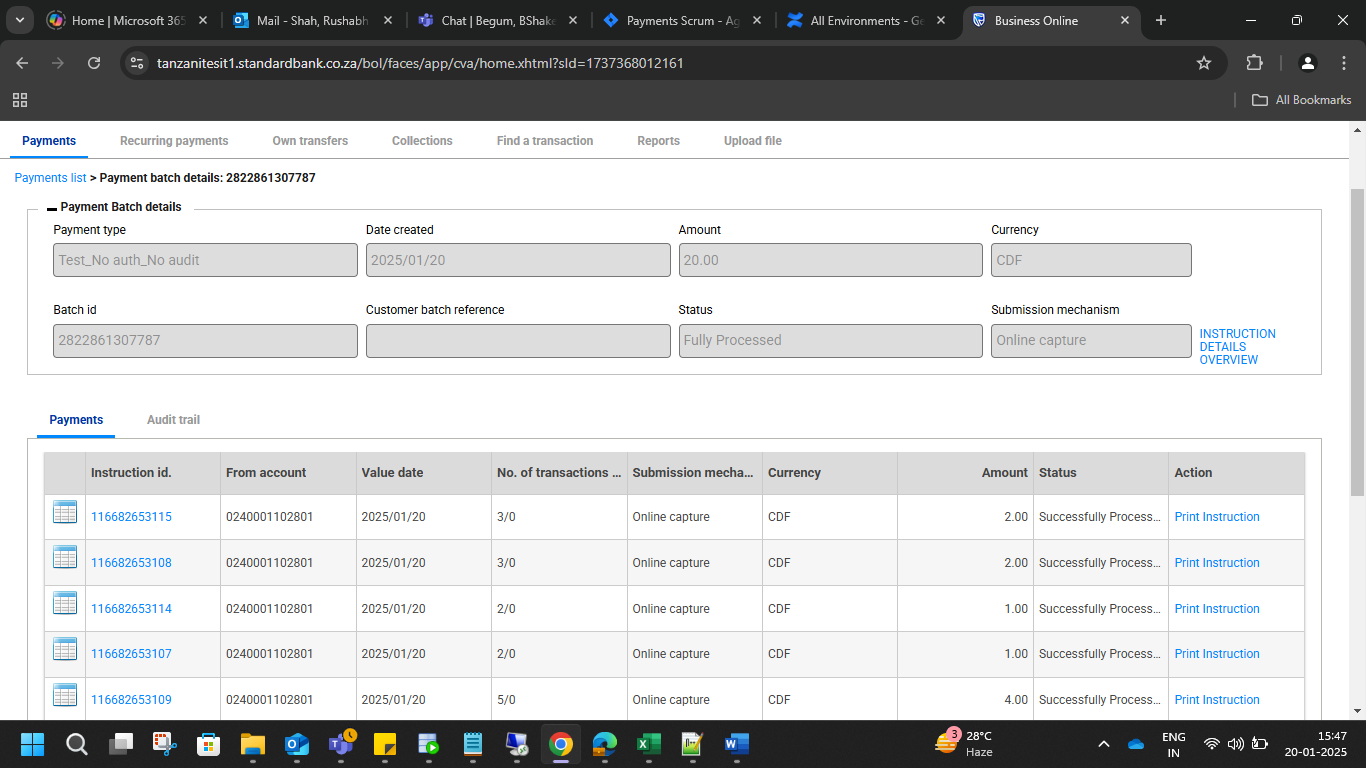 Home | Microsoft 365
Mail - Shah, Rushabh
Chat | Begum, BShake
Payments Scrum - Ag
All Environments - Ge
Business Online
tanzanitesit1.standardbank.co.za/bol/faces/app/cva/home.xhtml?sId=1737368012161
All Bookmarks
Payments Recurring payments Own transfers Collections Find a transaction Reports Upload file
Payments list > Payment batch details: 2822861307787
Payment Batch details
Payment type Date created Amount Currency
Test_No auth_No audit 2025/01/20 20.00 CDF
Batch id Customer batch reference Status Submission mechanism
2822861307787 Fully Processed Online capture
INSTRUCTION
DETAILS
OVERVIEW
Payments Audit trail
Instruction id. From account Value date No. of transactions ... Submission mecha... Currency Amount Status Action
116682653115 0240001102801 2025/01/20 3/0 Online capture CDF 2.00 Successfully Process... Print Instruction
116682653108 0240001102801 2025/01/20 3/0 Online capture CDF 2.00 Successfully Process... Print Instruction
116682653114 0240001102801 2025/01/20 2/0 Online capture CDF 1.00 Successfully Process... Print Instruction
116682653107 0240001102801 2025/01/20 2/0 Online capture CDF 1.00 Successfully Process... Print Instruction
116682653109 0240001102801 2025/01/20 5/0 Online capture CDF 4.00 Successfully Process... Print Instruction
3
28°C
Haze
ENG
IN
15:47
20-01-2025